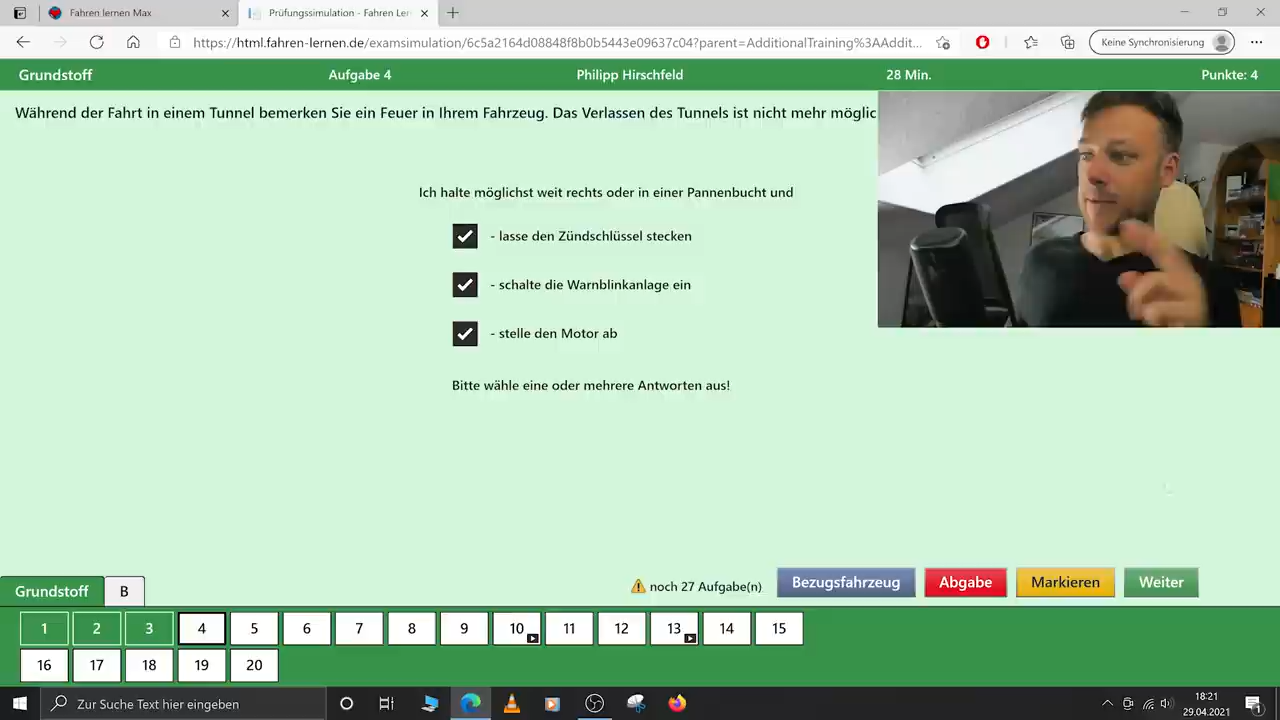 Fahren lernen Max
Prüfungssimulation - Fahren Ler
https://html.fahren-lernen.de/examsimulation/6c5a2164d08848f8b0b5443e09637c04?parent=AdditionalTraining%3AAddit...
Keine Synchronisierung
Grundstoff Aufgabe 4 Philipp Hirschfeld 28 Min. Punkte: 4
Während der Fahrt in einem Tunnel bemerken Sie ein Feuer in Ihrem Fahrzeug. Das Verlassen des Tunnels ist nicht mehr möglic
Ich halte möglichst weit rechts oder in einer Pannenbucht und
- lasse den Zündschlüssel stecken
- schalte die Warnblinkanlage ein
- stelle den Motor ab
Bitte wähle eine oder mehrere Antworten aus!
Grundstoff B noch 27 Aufgabe(n) Bezugsfahrzeug Abgabe Markieren Weiter
1 2 3 4 5 6 7 8 9 10 11 12 13 14 15
16 17 18 19 20
Zur Suche Text hier eingeben
18:21
29.04.2021
1